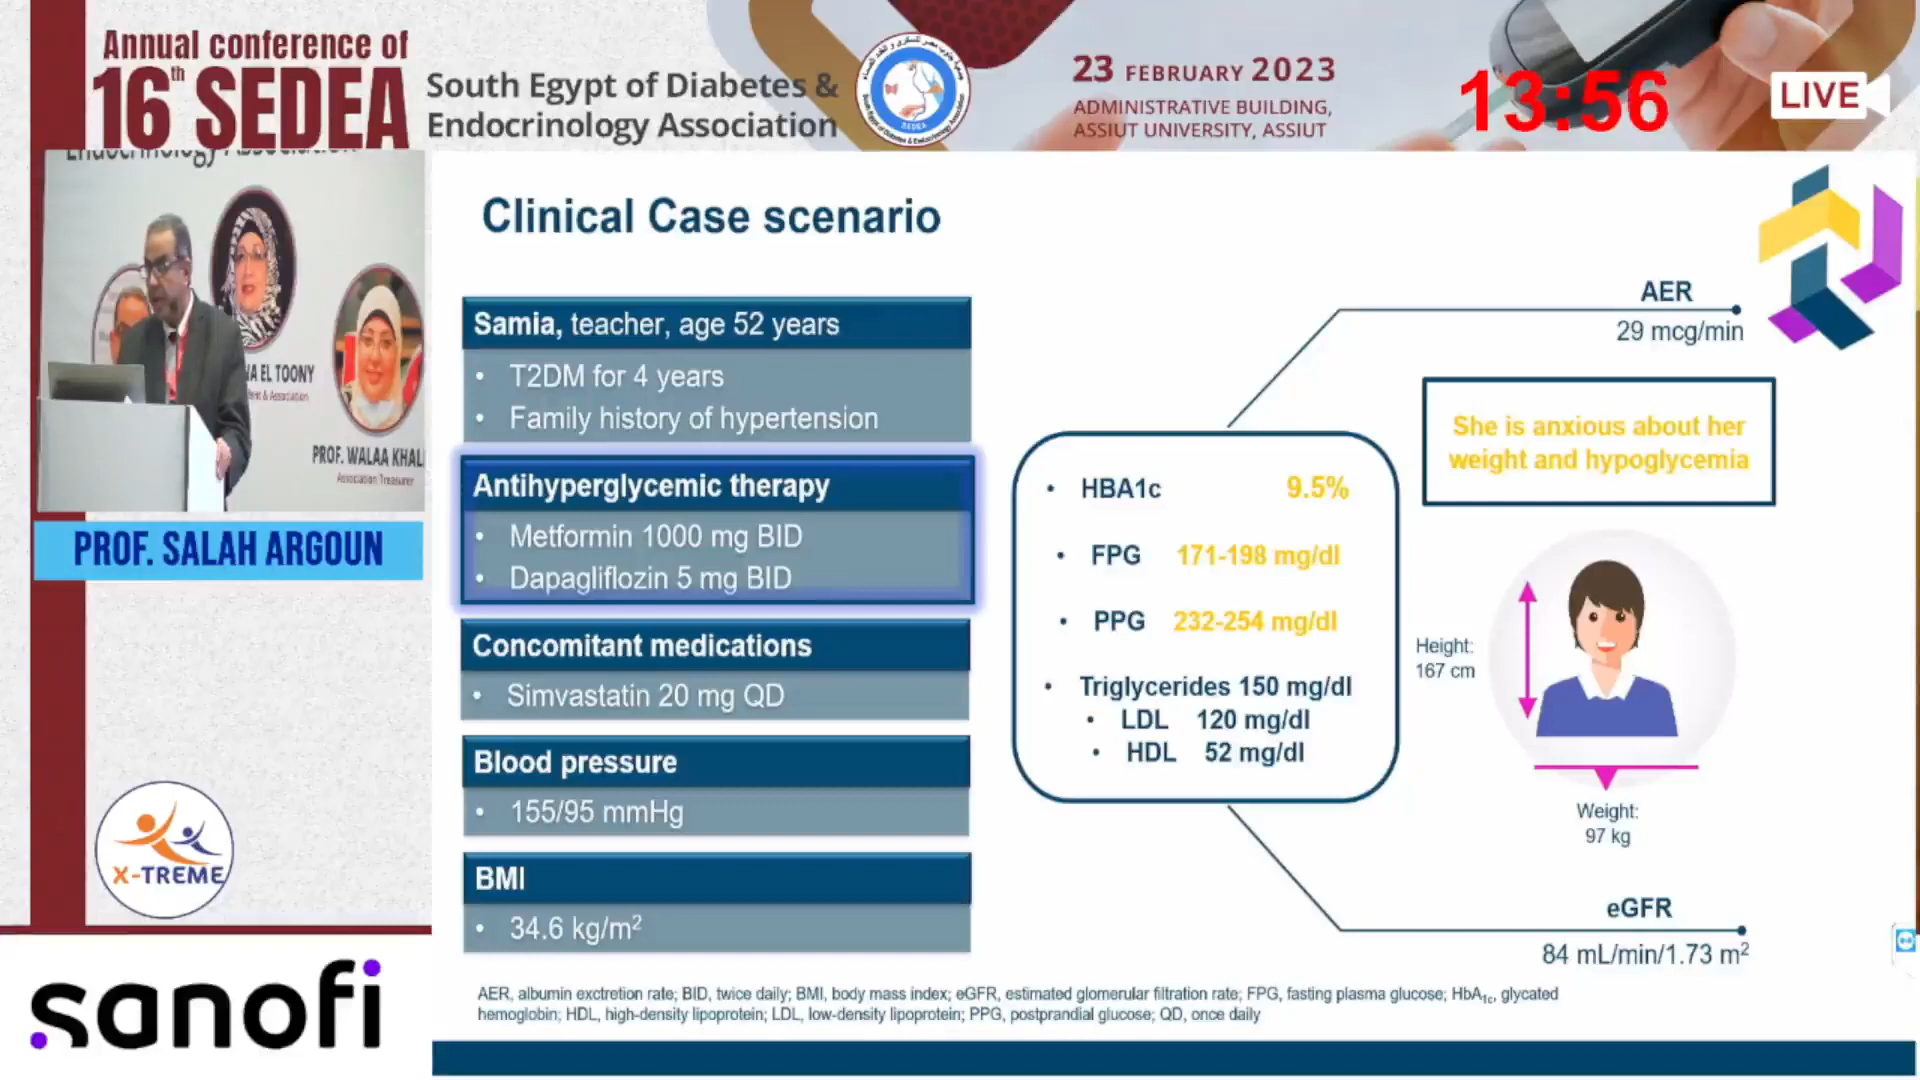 Annual conference of
16th SEDEA
South Egypt of Diabetes &
Endocrinology Association
SEDEA
23 FEBRUARY 2023
ADMINISTRATIVE BUILDING,
ASSIUT UNIVERSITY, ASSIUT
13:56
LIVE
EL TOONY
& Association
PROF. WALAA KHAL
Association Treasurer
PROF. SALAH ARGOUN
X-TREME
sanofi
Clinical Case scenario
Samia, teacher, age 52 years
• T2DM for 4 years
• Family history of hypertension
Antihyperglycemic therapy
• Metformin 1000 mg BID
• Dapagliflozin 5 mg BID
Concomitant medications
• Simvastatin 20 mg QD
Blood pressure
• 155/95 mmHg
BMI
• 34.6 kg/m²
• HBA1c 9.5%
• FPG 171-198 mg/dl
• PPG 232-254 mg/dl
• Triglycerides 150 mg/dl
• LDL 120 mg/dl
• HDL 52 mg/dl
AER
29 mcg/min
She is anxious about her
weight and hypoglycemia
Height:
167 cm
Weight:
97 kg
eGFR
84 mL/min/1.73 m²
AER, albumin exctretion rate; BID, twice daily; BMI, body mass index; eGFR, estimated glomerular filtration rate; FPG, fasting plasma glucose; HbA1c, glycated
hemoglobin; HDL, high-density lipoprotein; LDL, low-density lipoprotein; PPG, postprandial glucose; QD, once daily